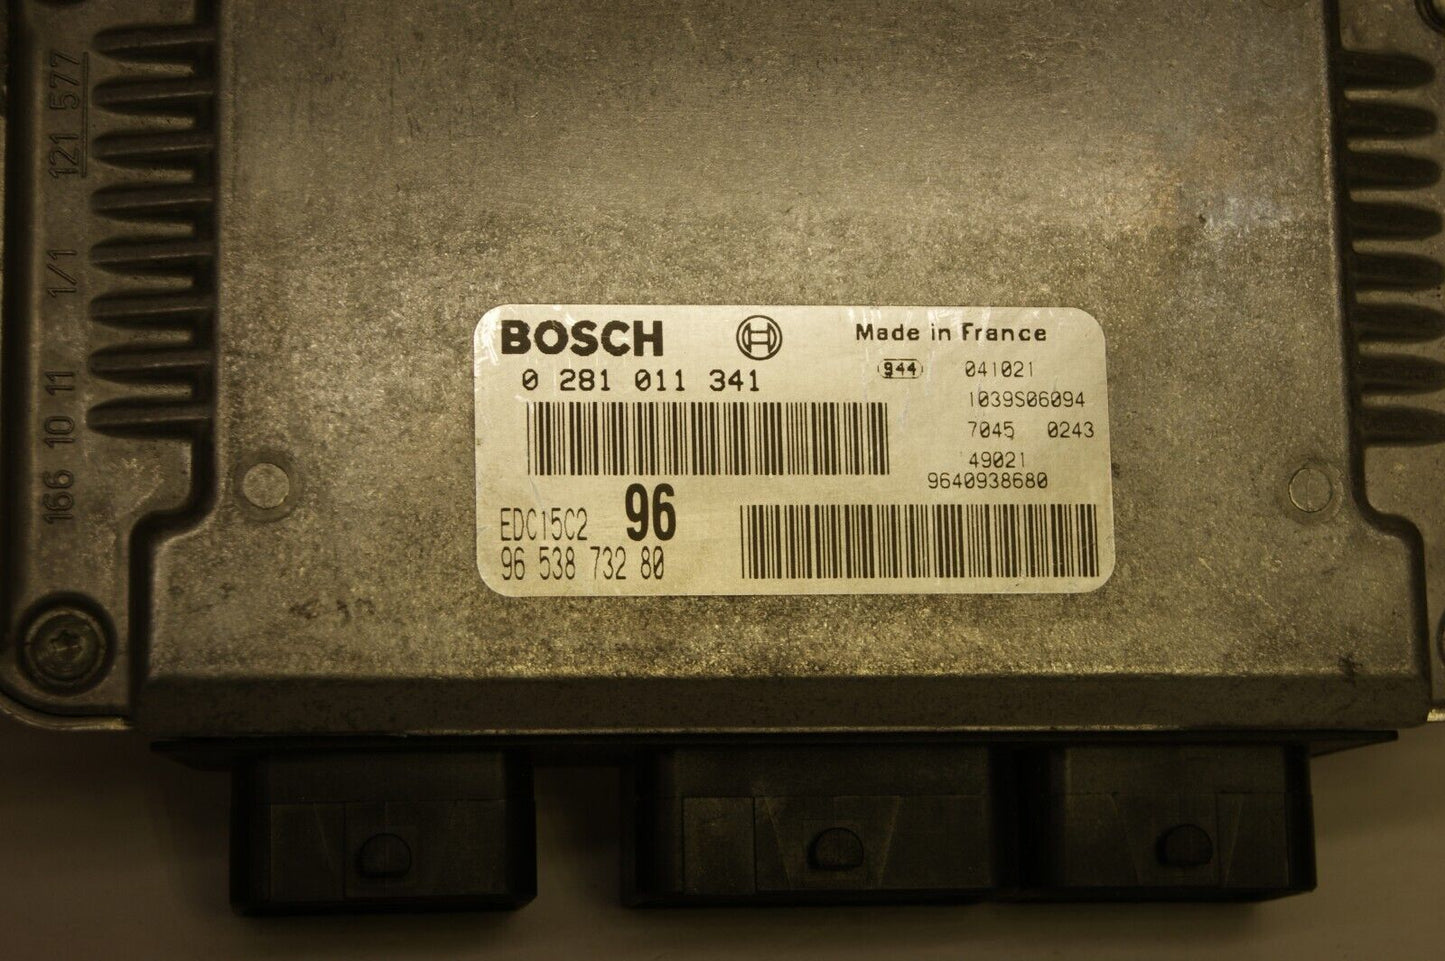 166 10 11 1/1 121 577
BOSCH Made in France
0 281 011 341 944 041021
1039S06094
7045 0243
49021
9640938680
EDC15C2 96
96 538 732 80